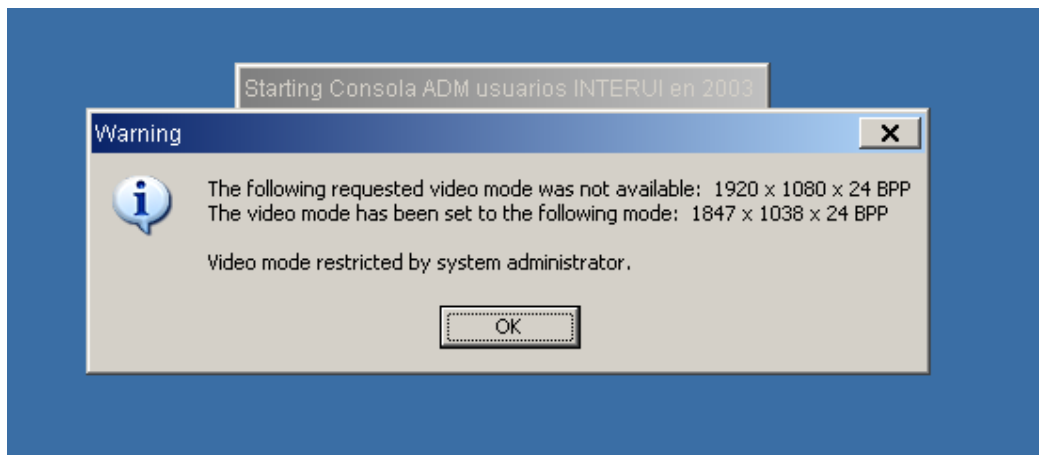 Starting Consola ADM usuarios INTERUI en 2003
Warning
The following requested video mode was not available: 1920 x 1080 x 24 BPP
The video mode has been set to the following mode: 1847 x 1038 x 24 BPP
Video mode restricted by system administrator.
OK